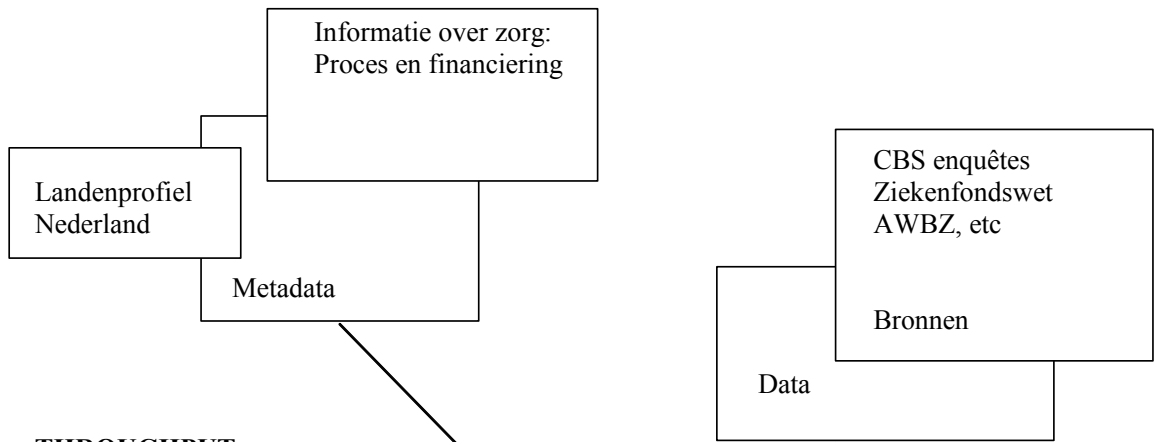 Informatie over zorg:
Proces en financiering
Landenprofiel
Nederland
Metadata
CBS enquêtes
Ziekenfondswet
AWBZ, etc
Bronnen
Data
THROUGHPUT